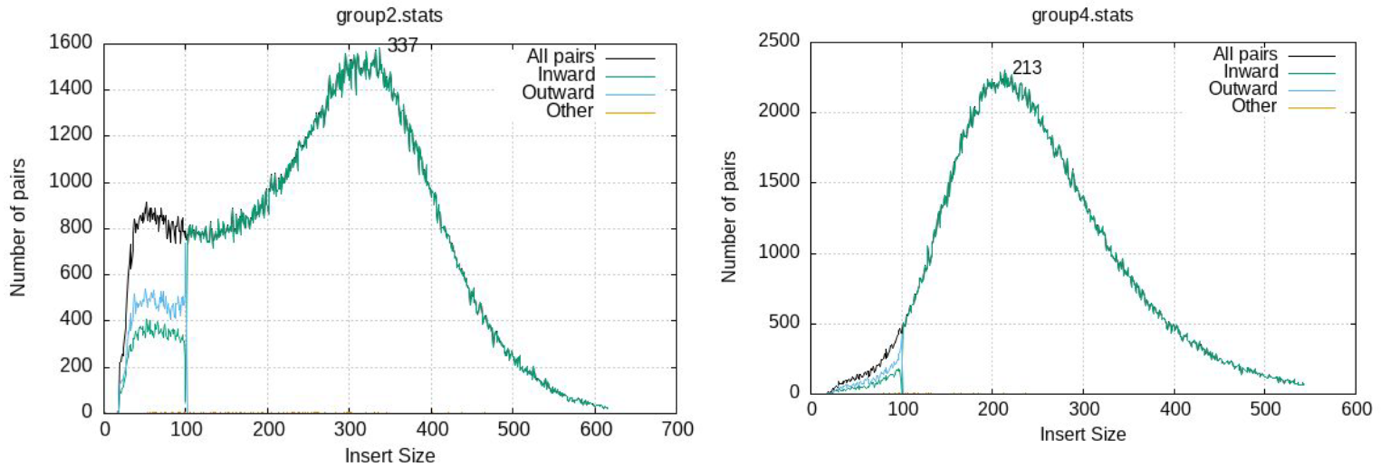 group2.stats
1600
1400
1200
1000
800
600
400
200
0
Number of pairs
337
All pairs
Inward
Outward
Other
0 100 200 300 400 500 600 700
Insert Size
group4.stats
2500
2000
1500
1000
500
0
Number of pairs
213
All pairs
Inward
Outward
Other
0 100 200 300 400 500 600
Insert Size